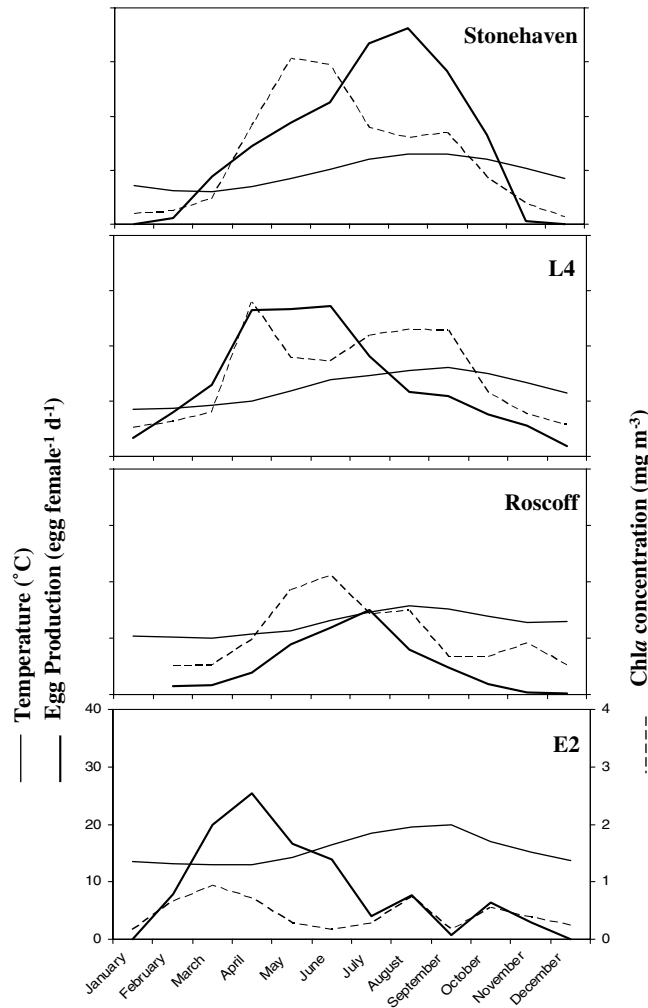 Stonehaven
L4
Roscoff
E2
Temperature (˚C)
Egg Production (egg female⁻¹ d⁻¹)
Chla concentration (mg m⁻³)
40
30
20
10
0
4
3
2
1
0
January
February
March
April
May
June
July
August
September
October
November
December